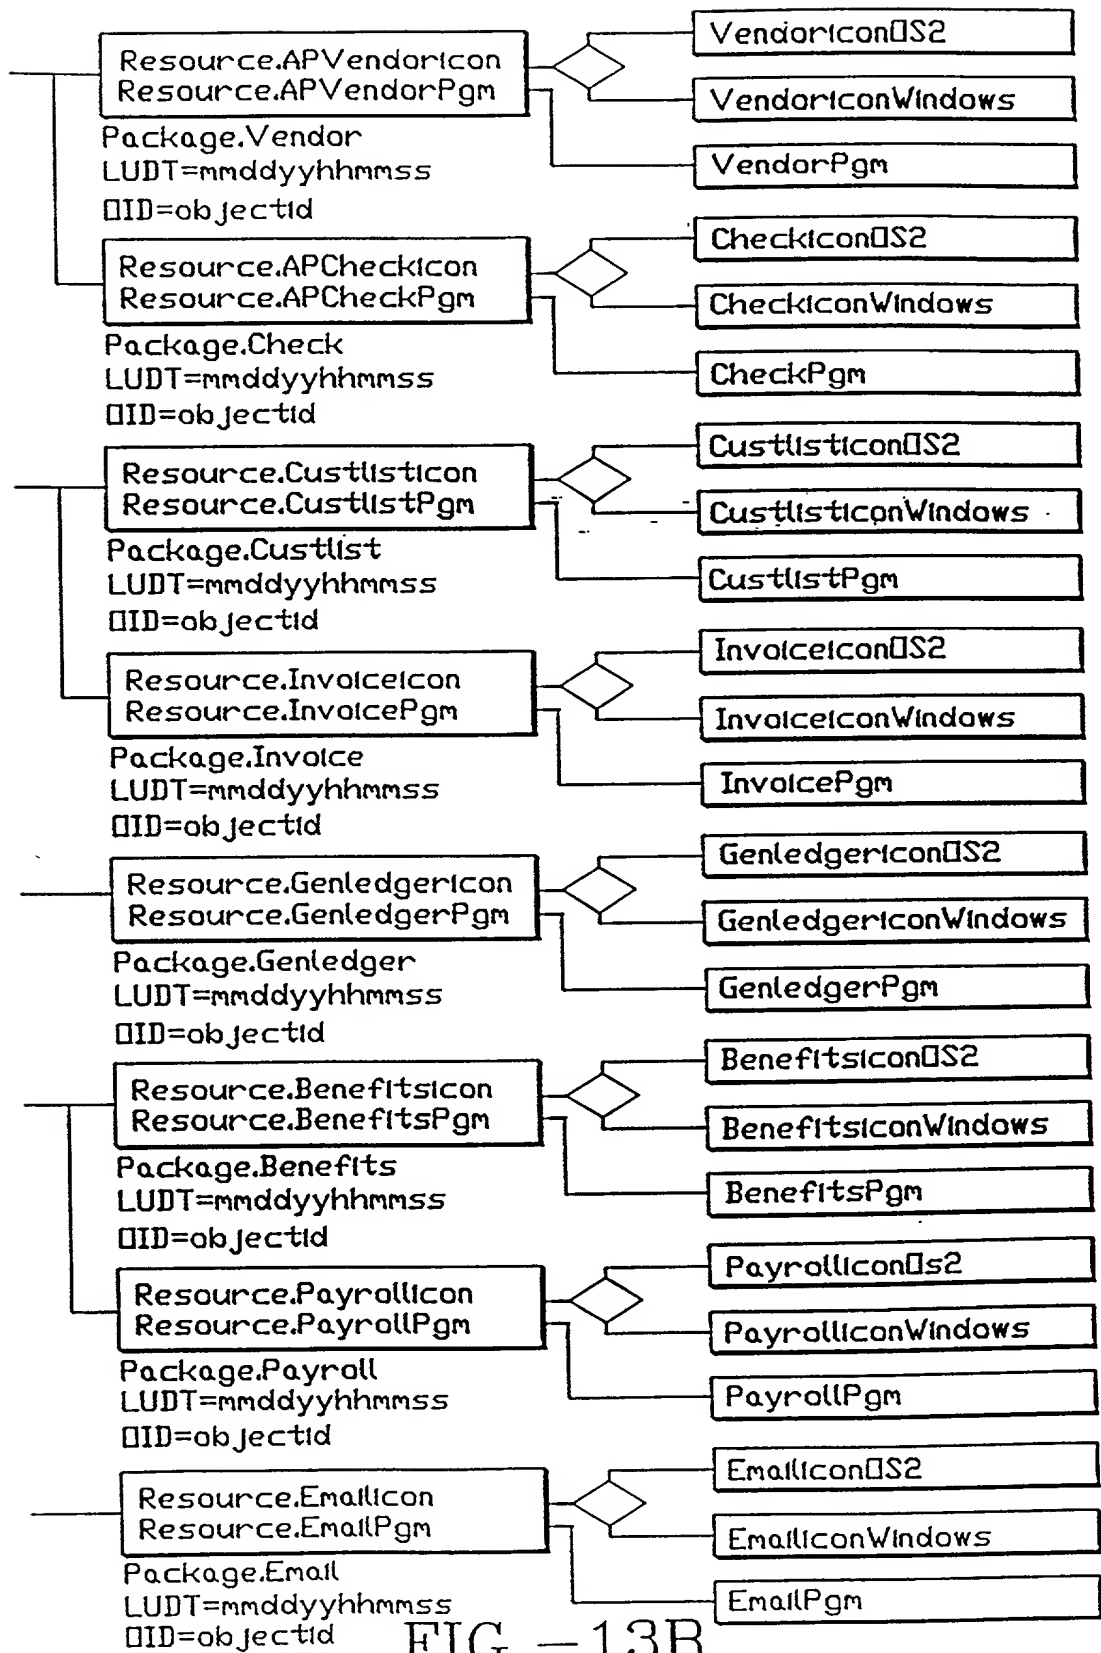 VendorIconOS2
Resource.APVendorIcon
Resource.APVendorPgm
VendorIconWindows
Package.Vendor
VendorPgm
LUDT=mmddyyhhmmss
OID=objectId
CheckIconOS2
Resource.APCheckIcon
Resource.APCheckPgm
CheckIconWindows
Package.Check
CheckPgm
LUDT=mmddyyhhmmss
OID=objectId
CustlistIconOS2
Resource.CustlistIcon
Resource.CustlistPgm
CustlistIconWindows
Package.Custlist
CustlistPgm
LUDT=mmddyyhhmmss
OID=objectId
InvoiceIconOS2
Resource.InvoiceIcon
Resource.InvoicePgm
InvoiceIconWindows
Package.Invoice
InvoicePgm
LUDT=mmddyyhhmmss
OID=objectId
GenledgerIconOS2
Resource.GenledgerIcon
Resource.GenledgerPgm
GenledgerIconWindows
Package.Genledger
GenledgerPgm
LUDT=mmddyyhhmmss
OID=objectId
BenefitsIconOS2
Resource.BenefitsIcon
Resource.BenefitsPgm
BenefitsIconWindows
Package.Benefits
BenefitsPgm
LUDT=mmddyyhhmmss
OID=objectId
PayrollIconOs2
Resource.PayrollIcon
Resource.PayrollPgm
PayrollIconWindows
Package.Payroll
PayrollPgm
LUDT=mmddyyhhmmss
OID=objectId
EmailIconOS2
Resource.EmailIcon
Resource.EmailPgm
EmailIconWindows
Package.Email
EmailPgm
LUDT=mmddyyhhmmss
OID=objectId
FIG.-13B